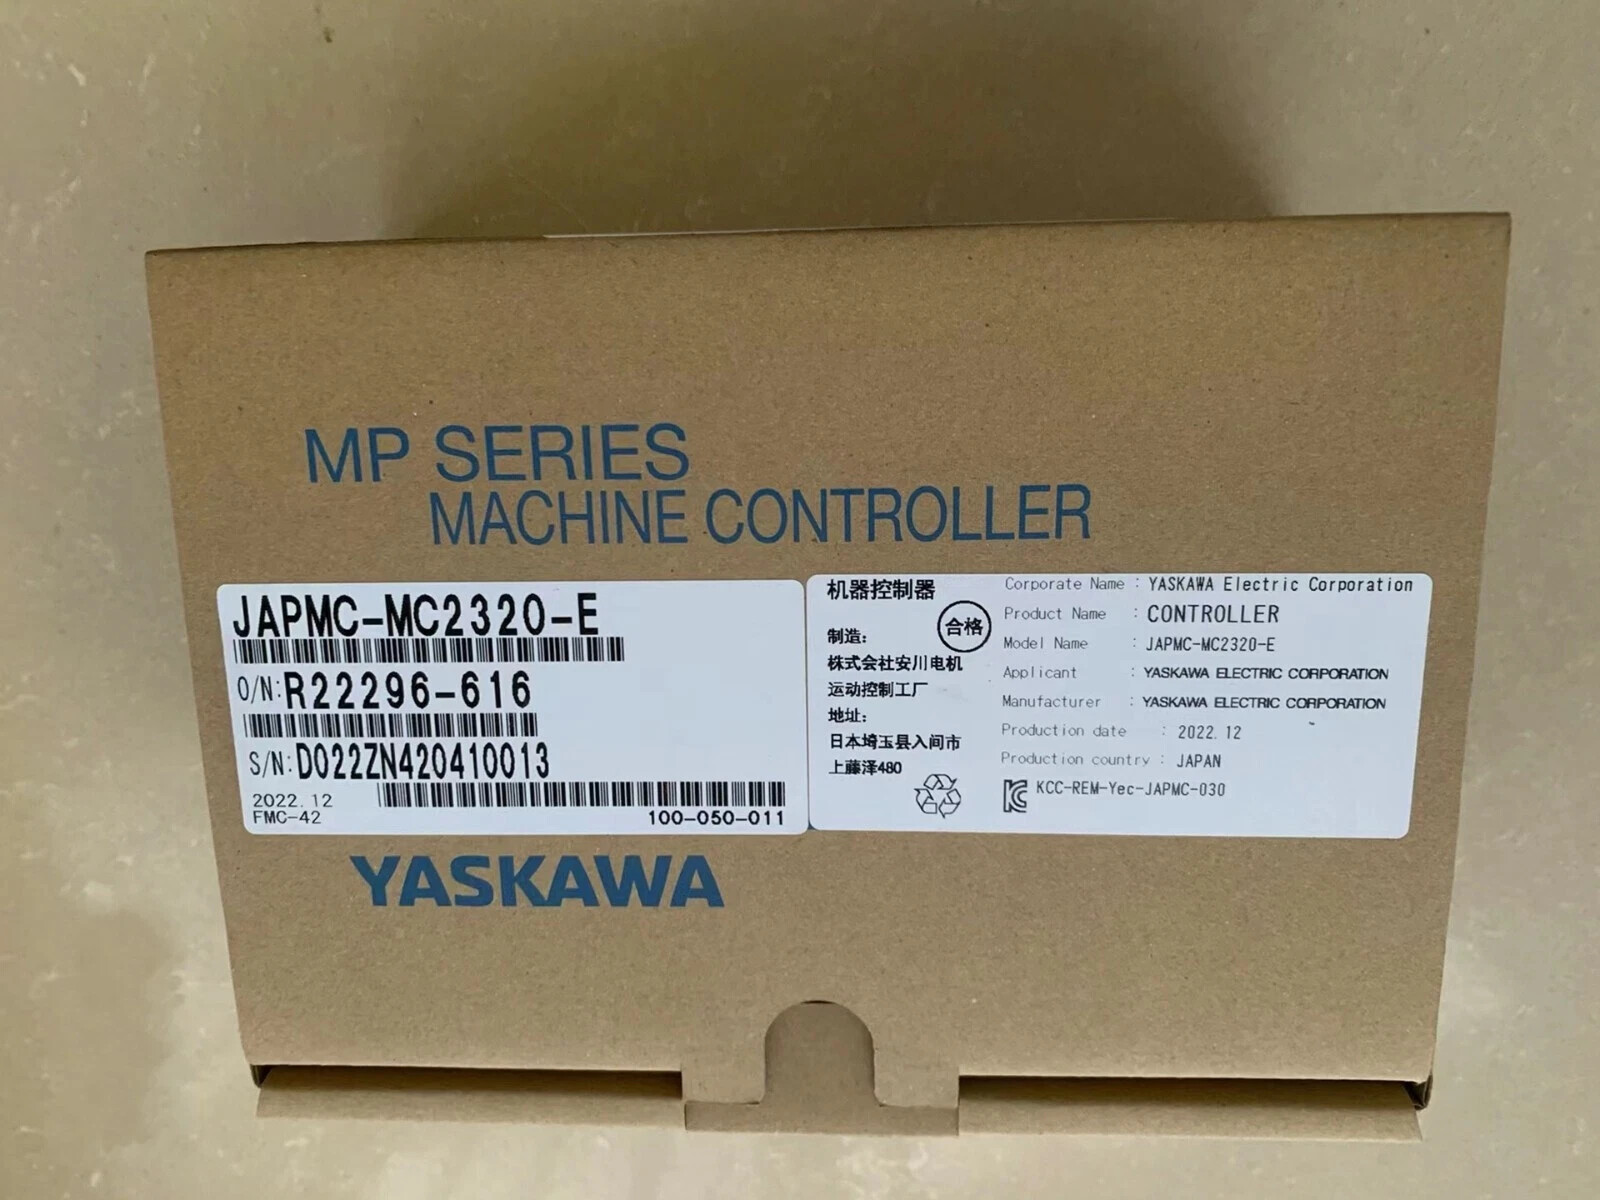 MP SERIES
MACHINE CONTROLLER
JAPMC-MC2320-E
O/N:R22296-616
S/N:D022ZN420410013
2022.12
FMC-42
100-050-011
机器控制器
合格
制造:
株式会社安川电机
运动控制工厂
地址:
日本埼玉县入间市
上藤泽480
Corporate Name : YASKAWA Electric Corporation
Product Name : CONTROLLER
Model Name : JAPMC-MC2320-E
Applicant : YASKAWA ELECTRIC CORPORATION
Manufacturer : YASKAWA ELECTRIC CORPORATION
Production date : 2022.12
Production country : JAPAN
KCC-REM-Yec-JAPMC-030
YASKAWA